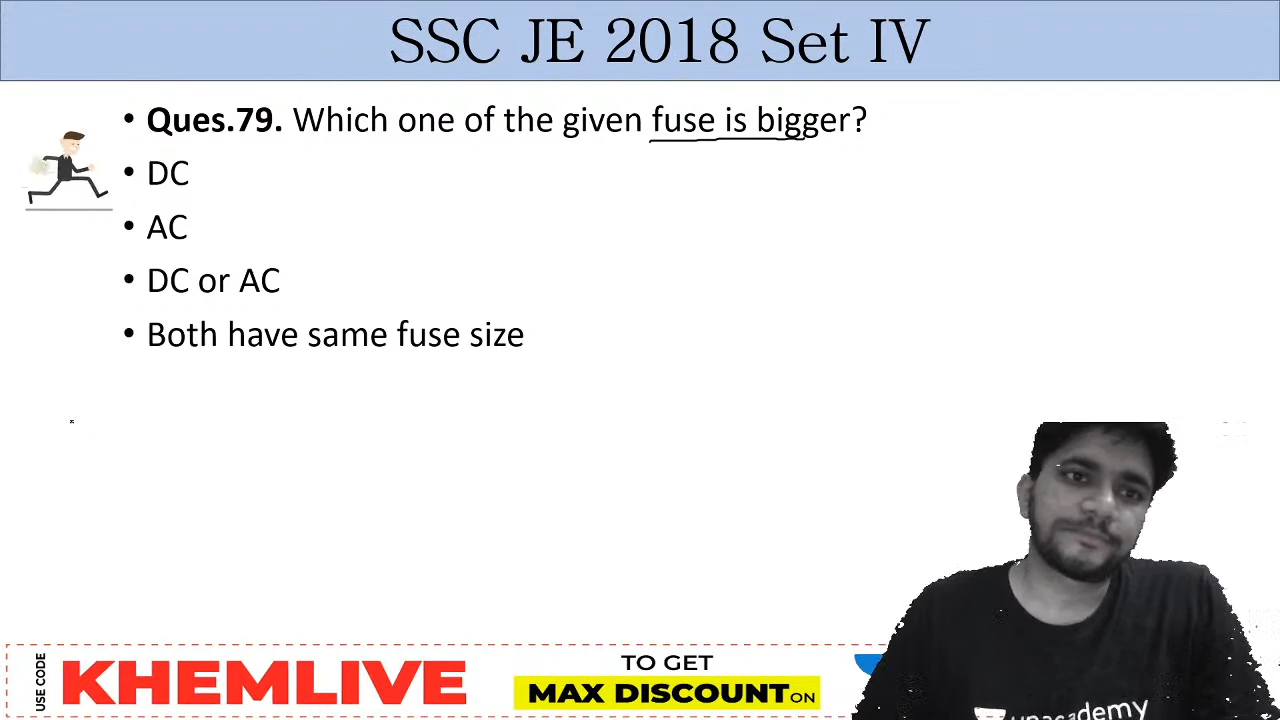 SSC JE 2018 Set IV
• Ques.79. Which one of the given fuse is bigger?
• DC
• AC
• DC or AC
• Both have same fuse size
USE CODE
KHEMLIVE
TO GET
MAX DISCOUNT ON
unacademy